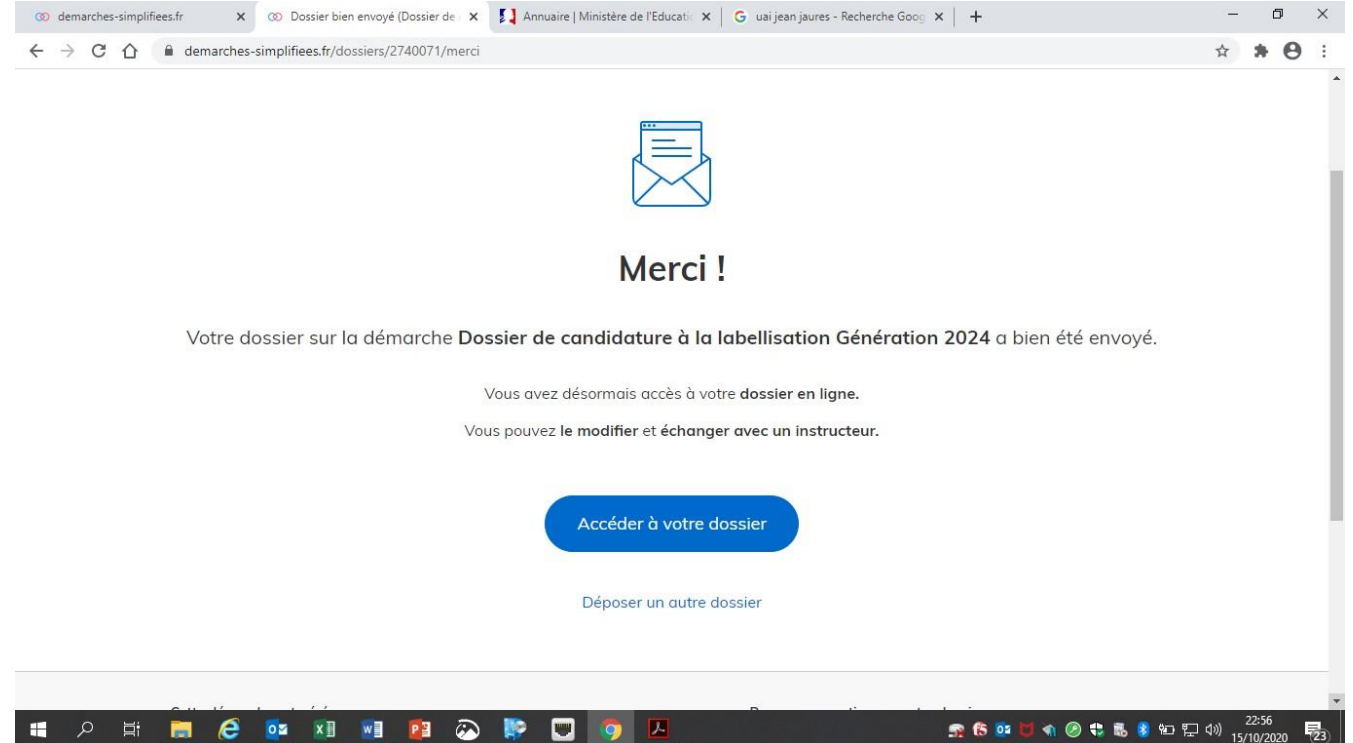 demarches-simplifiees.fr
Dossier bien envoyé (Dossier de
Annuaire | Ministère de l'Educati
uai jean jaures - Recherche Goog
demarches-simplifiees.fr/dossiers/2740071/merci
Merci !
Votre dossier sur la démarche Dossier de candidature à la labellisation Génération 2024 a bien été envoyé.
Vous avez désormais accès à votre dossier en ligne.
Vous pouvez le modifier et échanger avec un instructeur.
Accéder à votre dossier
Déposer un autre dossier
22:56
15/10/2020
23